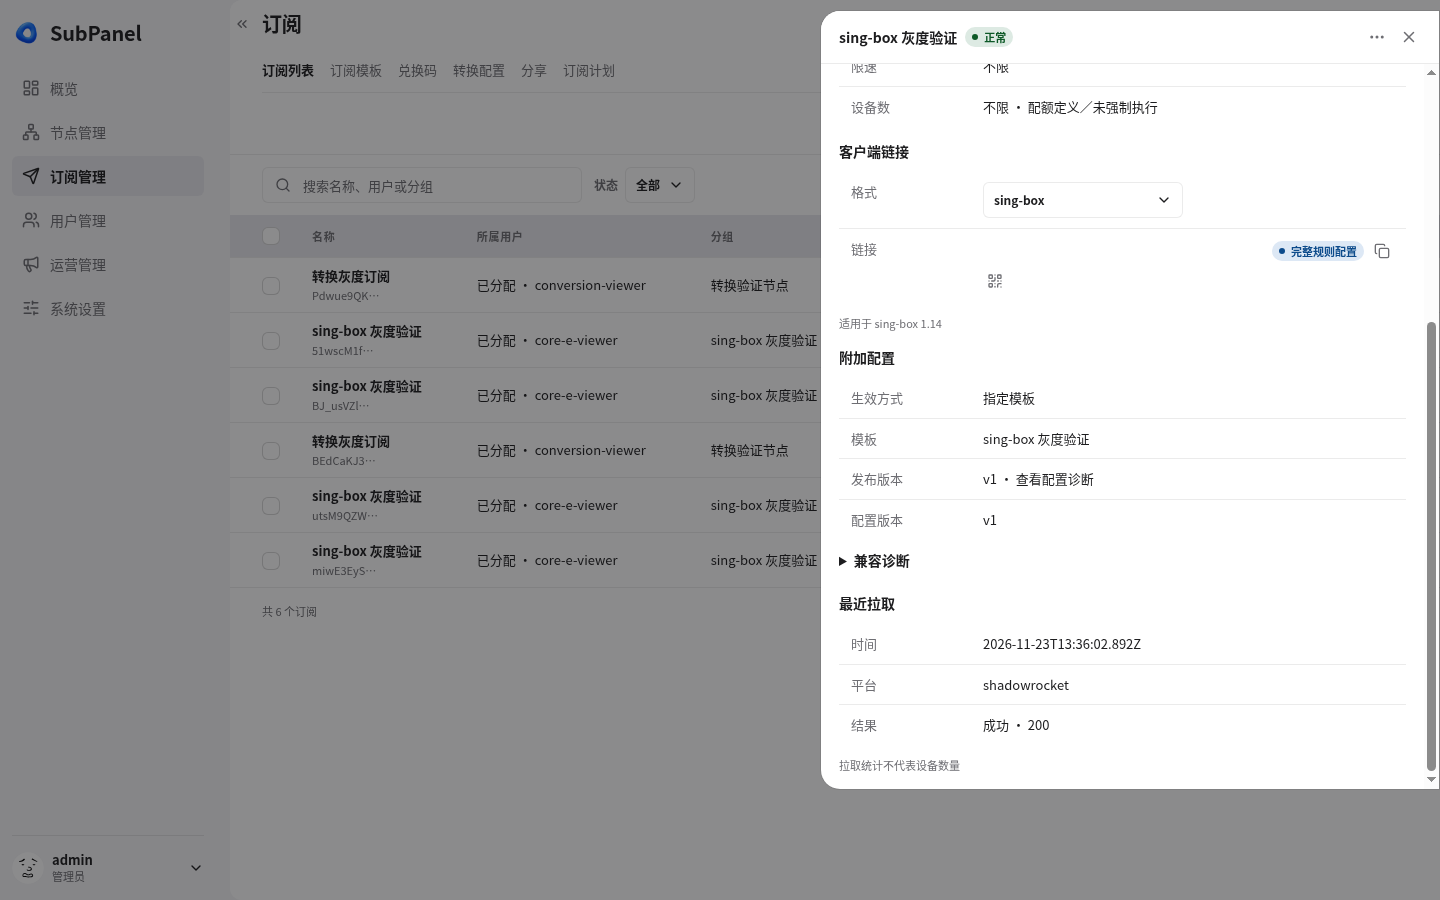 SubPanel
概览
节点管理
订阅管理
用户管理
运营管理
系统设置
admin
管理员
订阅
订阅列表 订阅模板 兑换码 转换配置 分享 订阅计划
搜索名称、用户或分组 状态 全部
名称 所属用户 分组
转换灰度订阅
Pdwue9QK··· 已分配 · conversion-viewer 转换验证节点
sing-box 灰度验证
51wscM1f··· 已分配 · core-e-viewer sing-box 灰度验证
sing-box 灰度验证
BJ_usVZl··· 已分配 · core-e-viewer sing-box 灰度验证
转换灰度订阅
BEdCaKJ3··· 已分配 · conversion-viewer 转换验证节点
sing-box 灰度验证
utsM9QZW··· 已分配 · core-e-viewer sing-box 灰度验证
sing-box 灰度验证
miwE3EyS··· 已分配 · core-e-viewer sing-box 灰度验证
共 6 个订阅
sing-box 灰度验证 正常
限速 不限
设备数 不限 · 配额定义／未强制执行
客户端链接
格式 sing-box
链接 完整规则配置
适用于 sing-box 1.14
附加配置
生效方式 指定模板
模板 sing-box 灰度验证
发布版本 v1 · 查看配置诊断
配置版本 v1
兼容诊断
最近拉取
时间 2026-11-23T13:36:02.892Z
平台 shadowrocket
结果 成功 · 200
拉取统计不代表设备数量